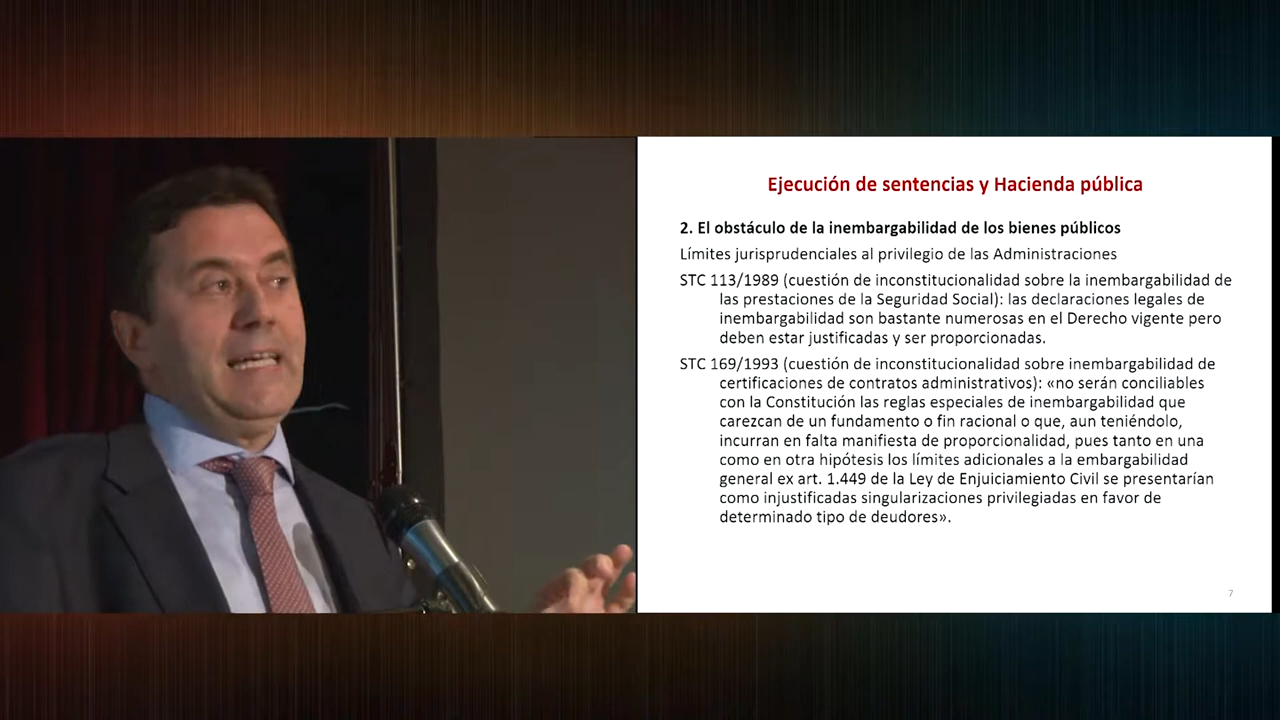 Ejecución de sentencias y Hacienda pública
2. El obstáculo de la inembargabilidad de los bienes públicos
Límites jurisprudenciales al privilegio de las Administraciones
STC 113/1989 (cuestión de inconstitucionalidad sobre la inembargabilidad de
las prestaciones de la Seguridad Social): las declaraciones legales de
inembargabilidad son bastante numerosas en el Derecho vigente pero
deben estar justificadas y ser proporcionadas.
STC 169/1993 (cuestión de inconstitucionalidad sobre inembargabilidad de
certificaciones de contratos administrativos): «no serán conciliables
con la Constitución las reglas especiales de inembargabilidad que
carezcan de un fundamento o fin racional o que, aun teniéndolo,
incurran en falta manifiesta de proporcionalidad, pues tanto en una
como en otra hipótesis los límites adicionales a la embargabilidad
general ex art. 1.449 de la Ley de Enjuiciamiento Civil se presentarían
como injustificadas singularizaciones privilegiadas en favor de
determinado tipo de deudores».
7